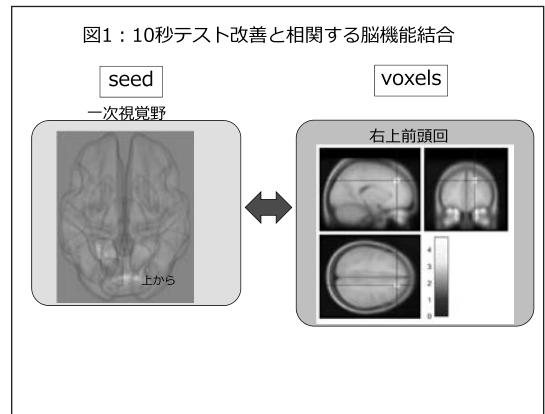 図1：10秒テスト改善と相関する脳機能結合
seed
voxels
一次視覚野
右上前頭回
上から
4
3
2
1
0